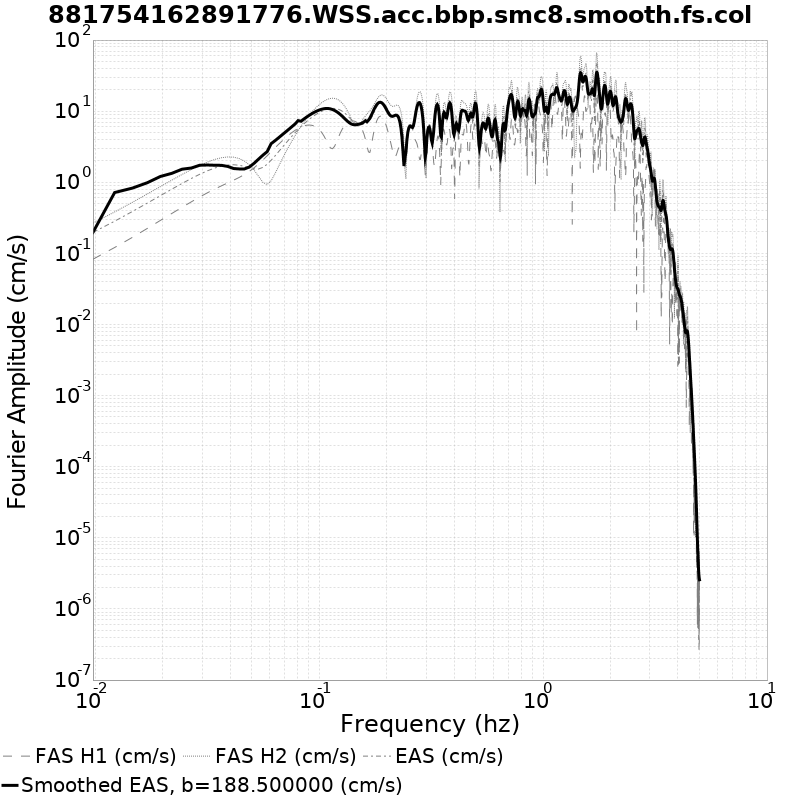 881754162891776.WSS.acc.bbp.smc8.smooth.fs.col
10^2
10^1
10^0
10^-1
10^-2
10^-3
10^-4
10^-5
10^-6
10^-7
Fourier Amplitude (cm/s)
10^-2 10^-1 10^0 10^1
Frequency (hz)
FAS H1 (cm/s) FAS H2 (cm/s) EAS (cm/s)
Smoothed EAS, b=188.500000 (cm/s)